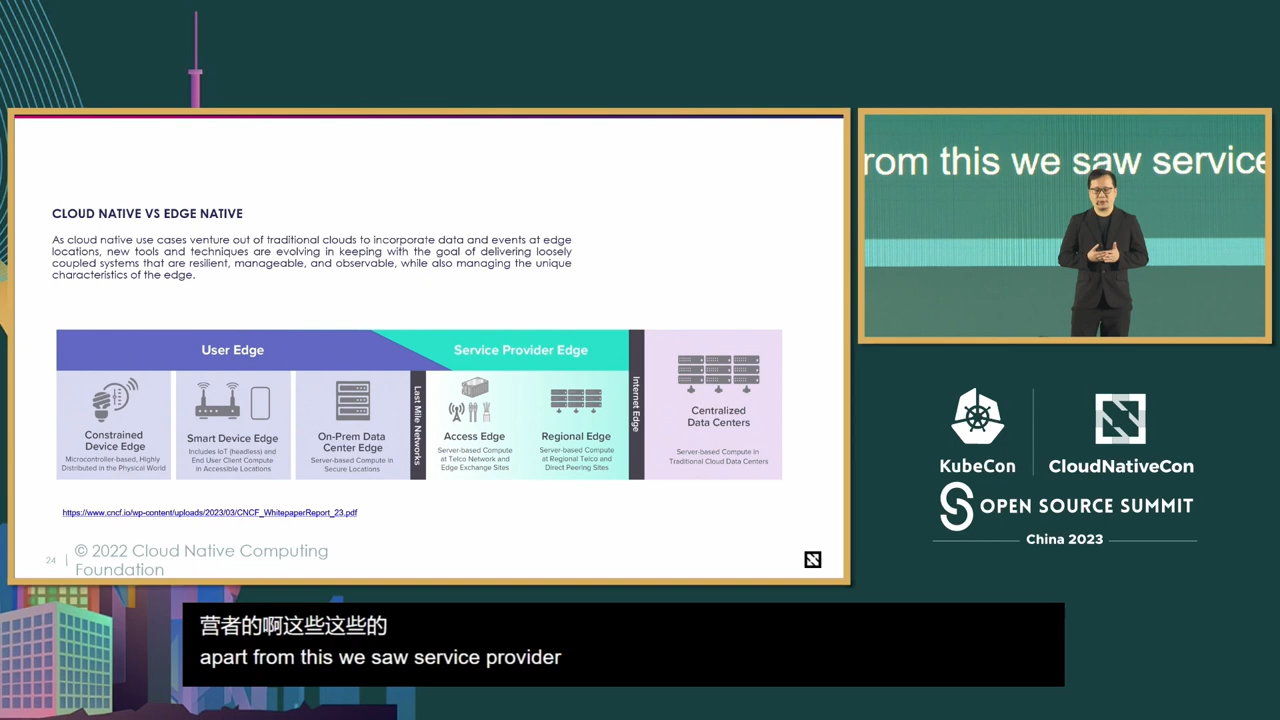 CLOUD NATIVE VS EDGE NATIVE
As cloud native use cases venture out of traditional clouds to incorporate data and events at edge
locations, new tools and techniques are evolving in keeping with the goal of delivering loosely
coupled systems that are resilient, manageable, and observable, while also managing the unique
characteristics of the edge.
User Edge
Service Provider Edge
Constrained
Device Edge
Microcontroller-based, Highly
Distributed in the Physical World
Smart Device Edge
Includes IoT (headless) and
End User Client Compute
in Accessible Locations
On-Prem Data
Center Edge
Server-based Compute in
Secure Locations
Last Mile Networks
Access Edge
Server-based Compute
at Telco Network and
Edge Exchange Sites
Regional Edge
Server-based Compute
at Regional Telco and
Direct Peering Sites
Internet Edge
Centralized
Data Centers
Server-based Compute in
Traditional Cloud Data Centers
https://www.cncf.io/wp-content/uploads/2023/03/CNCF_WhitepaperReport_23.pdf
24 | © 2022 Cloud Native Computing
Foundation
rom this we saw service
KubeCon
CloudNativeCon
OPEN SOURCE SUMMIT
China 2023
营者的啊这些这些的
apart from this we saw service provider